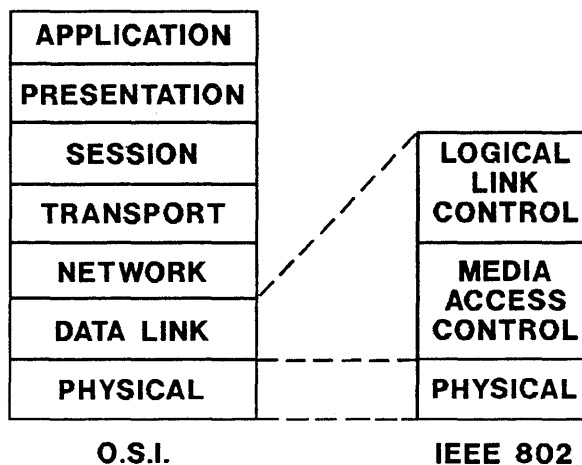 APPLICATION
PRESENTATION
SESSION
TRANSPORT
NETWORK
DATA LINK
PHYSICAL
O.S.I.
LOGICAL
LINK
CONTROL
MEDIA
ACCESS
CONTROL
PHYSICAL
IEEE 802